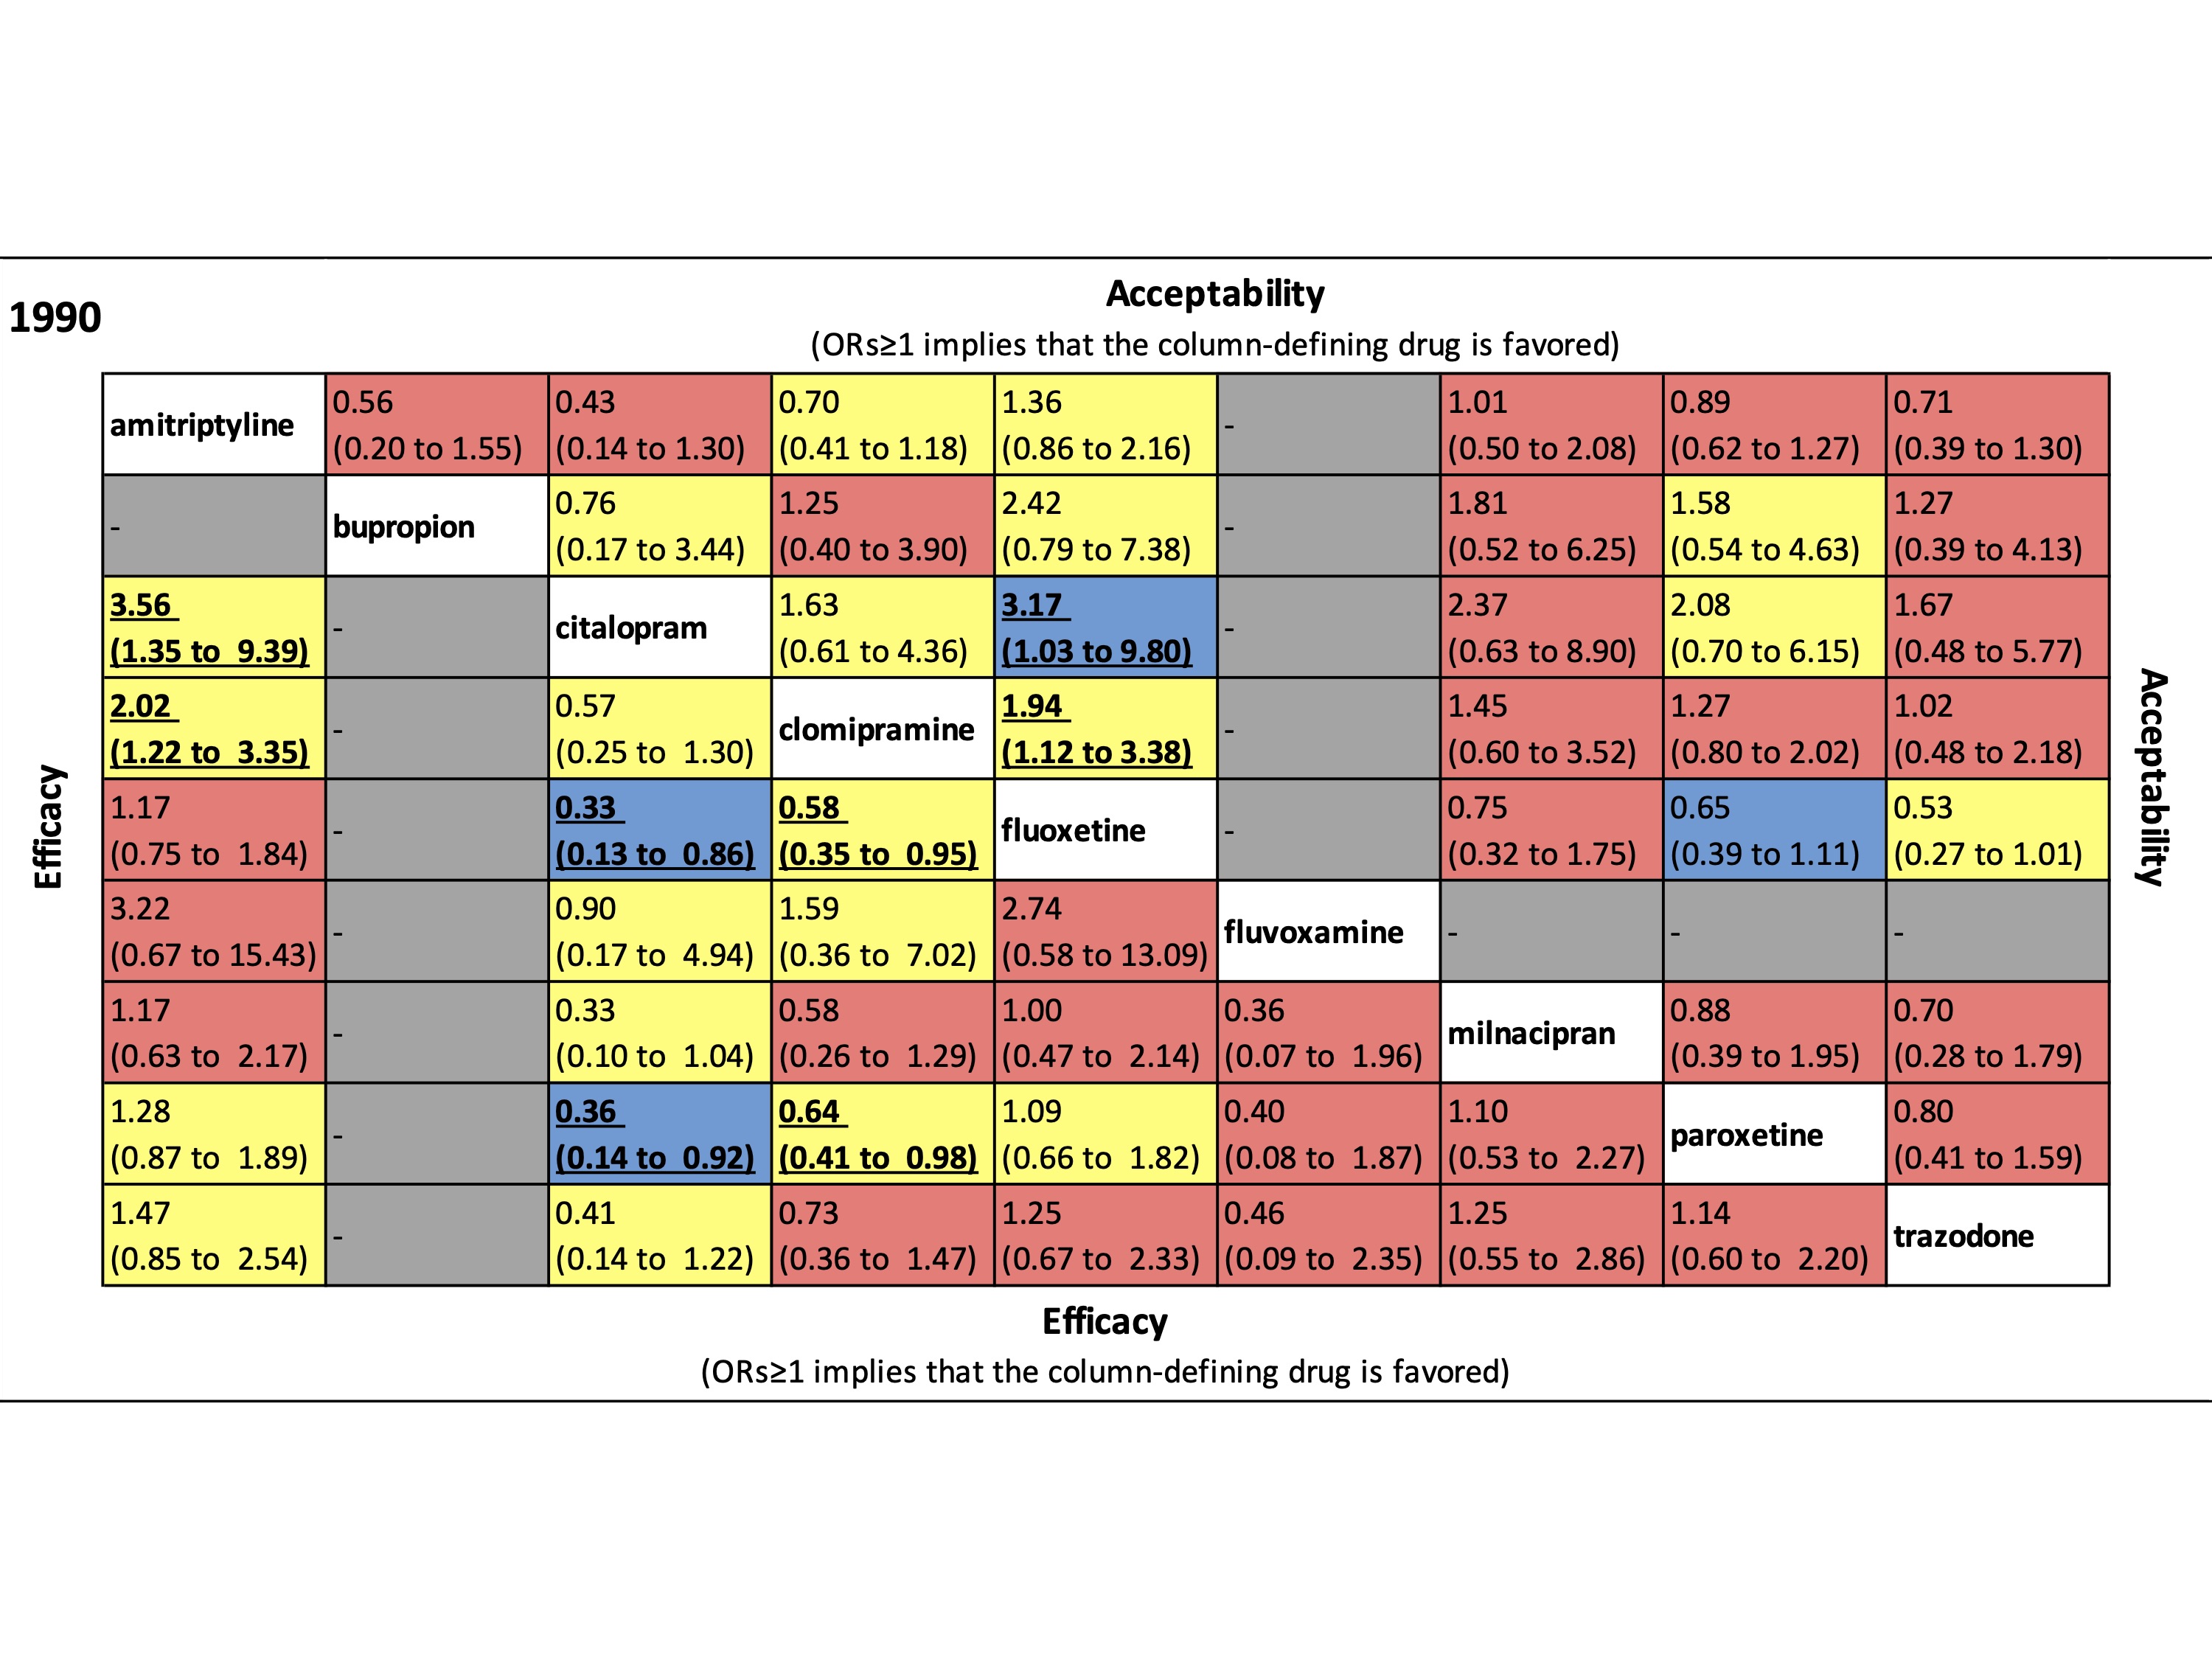 1990
Acceptability
(ORs≥1 implies that the column-defining drug is favored)
amitriptyline
0.56
(0.20 to 1.55)
0.43
(0.14 to 1.30)
0.70
(0.41 to 1.18)
1.36
(0.86 to 2.16)
-
1.01
(0.50 to 2.08)
0.89
(0.62 to 1.27)
0.71
(0.39 to 1.30)
-
bupropion
0.76
(0.17 to 3.44)
1.25
(0.40 to 3.90)
2.42
(0.79 to 7.38)
-
1.81
(0.52 to 6.25)
1.58
(0.54 to 4.63)
1.27
(0.39 to 4.13)
3.56
(1.35 to 9.39)
-
citalopram
1.63
(0.61 to 4.36)
3.17
(1.03 to 9.80)
-
2.37
(0.63 to 8.90)
2.08
(0.70 to 6.15)
1.67
(0.48 to 5.77)
2.02
(1.22 to 3.35)
-
0.57
(0.25 to 1.30)
clomipramine
1.94
(1.12 to 3.38)
-
1.45
(0.60 to 3.52)
1.27
(0.80 to 2.02)
1.02
(0.48 to 2.18)
1.17
(0.75 to 1.84)
-
0.33
(0.13 to 0.86)
0.58
(0.35 to 0.95)
fluoxetine
-
0.75
(0.32 to 1.75)
0.65
(0.39 to 1.11)
0.53
(0.27 to 1.01)
3.22
(0.67 to 15.43)
-
0.90
(0.17 to 4.94)
1.59
(0.36 to 7.02)
2.74
(0.58 to 13.09)
fluvoxamine
-
-
-
1.17
(0.63 to 2.17)
-
0.33
(0.10 to 1.04)
0.58
(0.26 to 1.29)
1.00
(0.47 to 2.14)
0.36
(0.07 to 1.96)
milnacipran
0.88
(0.39 to 1.95)
0.70
(0.28 to 1.79)
1.28
(0.87 to 1.89)
-
0.36
(0.14 to 0.92)
0.64
(0.41 to 0.98)
1.09
(0.66 to 1.82)
0.40
(0.08 to 1.87)
1.10
(0.53 to 2.27)
paroxetine
0.80
(0.41 to 1.59)
1.47
(0.85 to 2.54)
-
0.41
(0.14 to 1.22)
0.73
(0.36 to 1.47)
1.25
(0.67 to 2.33)
0.46
(0.09 to 2.35)
1.25
(0.55 to 2.86)
1.14
(0.60 to 2.20)
trazodone
Efficacy
Acceptability
Efficacy
(ORs≥1 implies that the column-defining drug is favored)